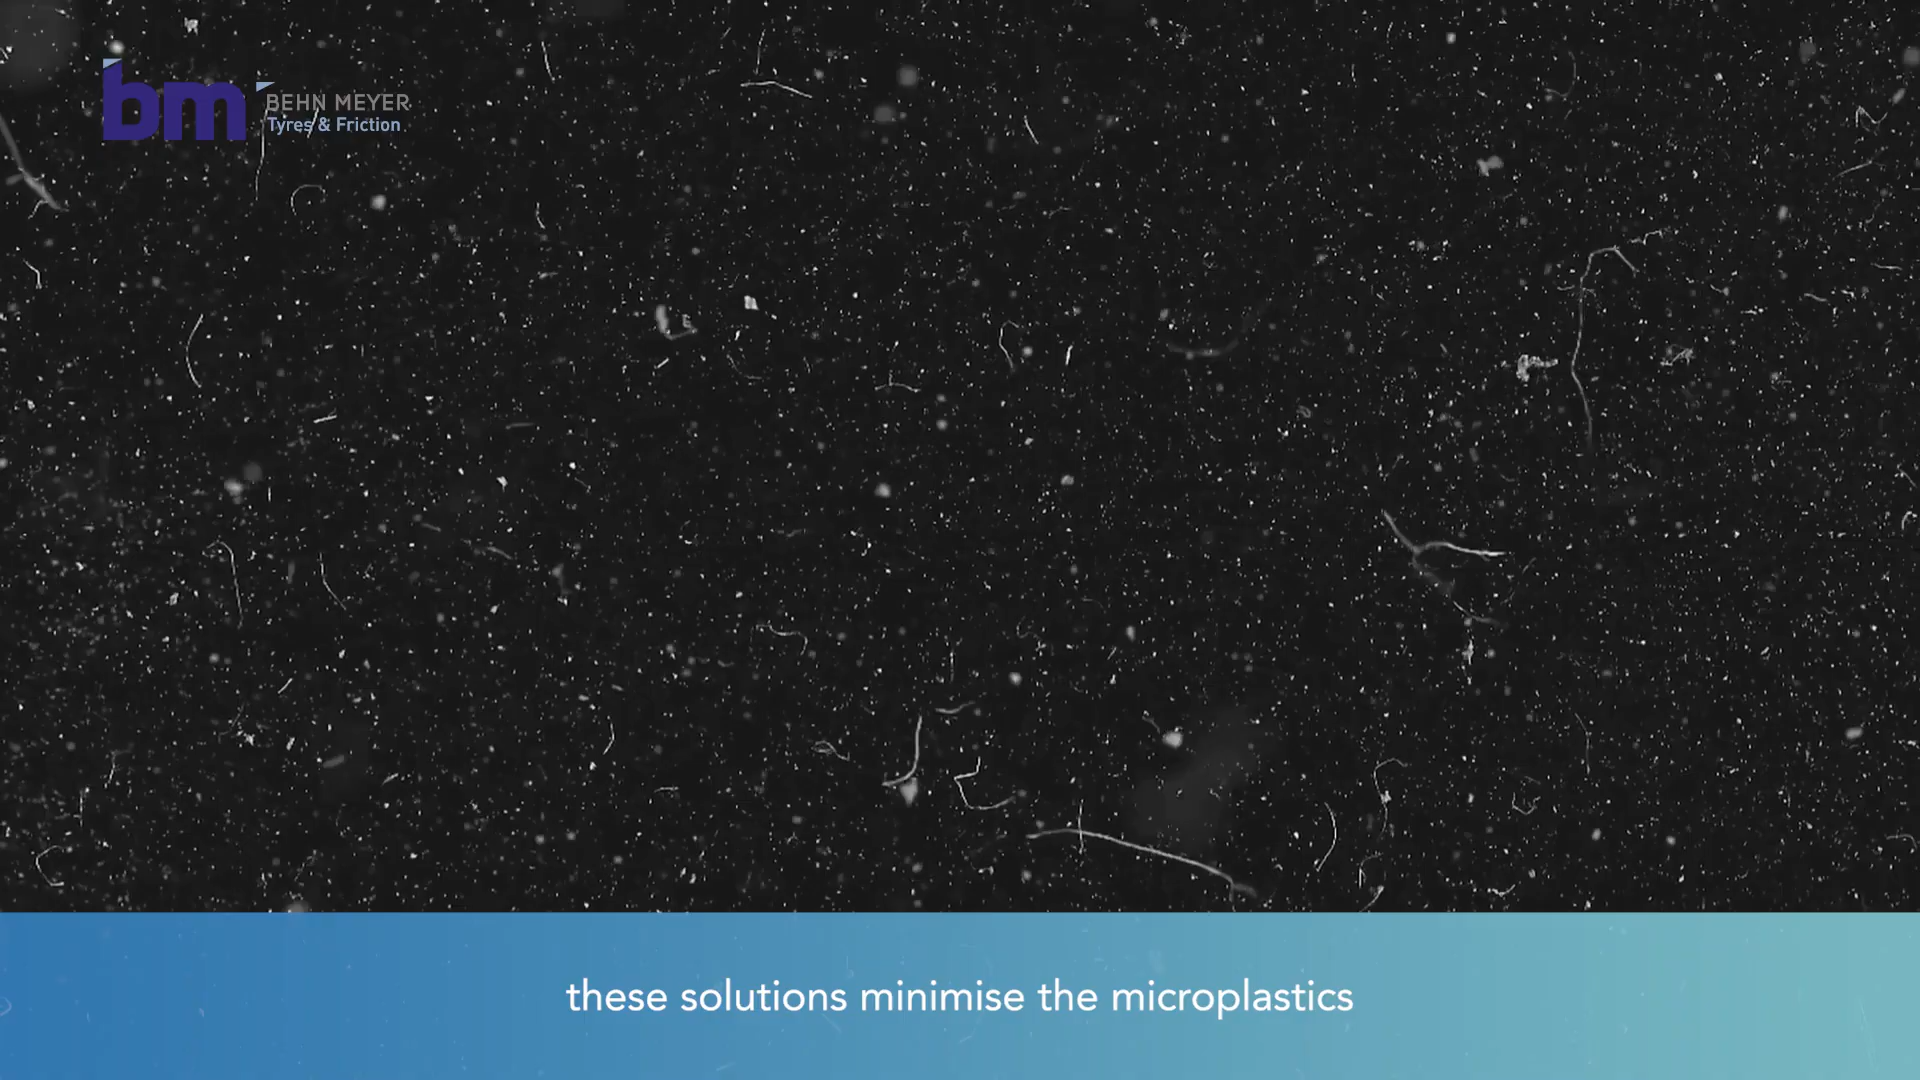 bm
BEHN MEYER
Tyres & Friction
these solutions minimise the microplastics